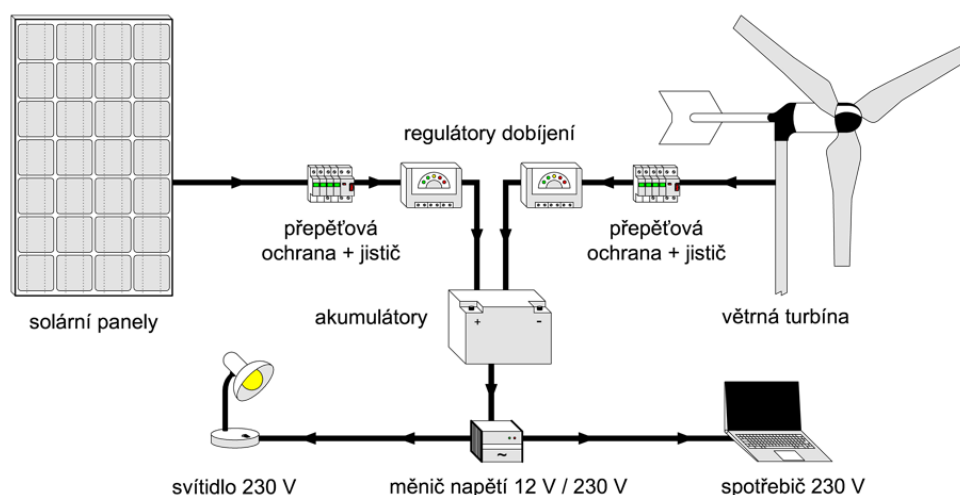 regulátory dobíjení
přepěťová
ochrana + jistič
přepěťová
ochrana + jistič
solární panely
akumulátory
+ -
větrná turbína
~
svítidlo 230 V
měnič napětí 12 V / 230 V
spotřebič 230 V